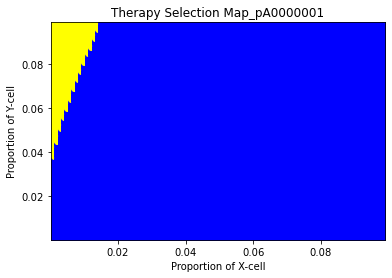 Therapy Selection Map_pA0000001
Proportion of Y-cell
0.08
0.06
0.04
0.02
0.02
0.04
0.06
0.08
Proportion of X-cell